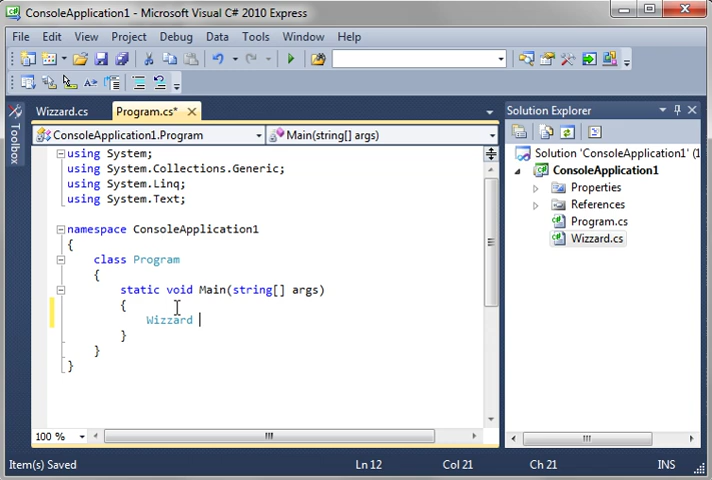 ConsoleApplication1 - Microsoft Visual C# 2010 Express
File Edit View Project Debug Data Tools Window Help
Wizzard.cs Program.cs*
ConsoleApplication1.Program Main(string[] args)
Toolbox
using System;
using System.Collections.Generic;
using System.Linq;
using System.Text;
namespace ConsoleApplication1
{
class Program
{
static void Main(string[] args)
{
Wizzard
}
}
}
100 %
Solution Explorer
Solution 'ConsoleApplication1' (1
ConsoleApplication1
Properties
References
Program.cs
Wizzard.cs
Item(s) Saved Ln 12 Col 21 Ch 21 INS